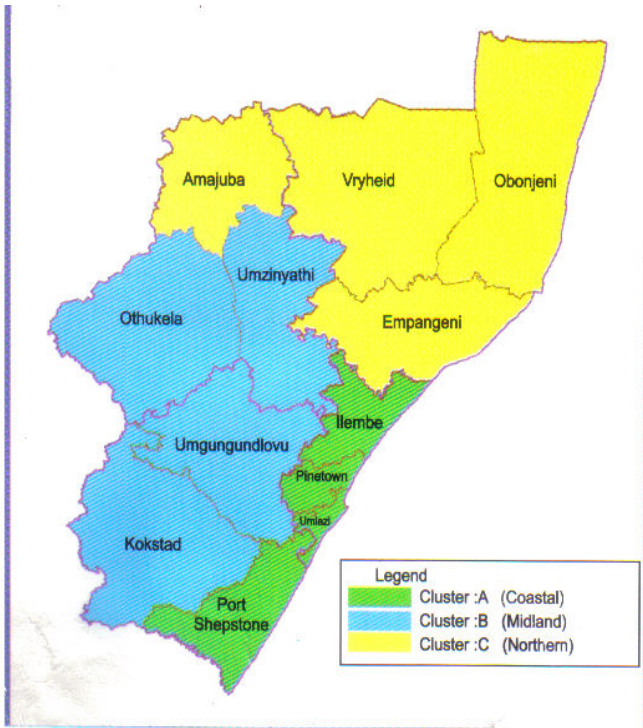 Amajuba
Vryheid
Obonjeni
Umzinyathi
Othukela
Empangeni
Ilembe
Umgungundlovu
Pinetown
Umlazi
Kokstad
Port
Shepstone
Legend
Cluster :A (Coastal)
Cluster :B (Midland)
Cluster :C (Northern)